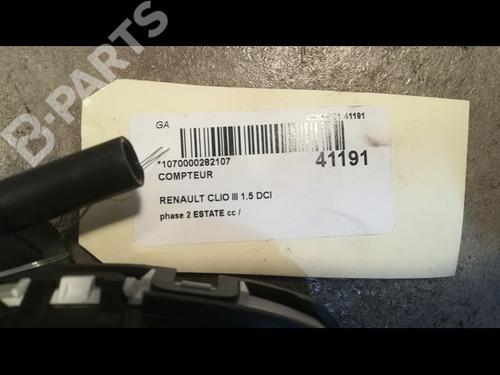 B-PARTS
GA
41191
*1070000282107
41191
COMPTEUR
RENAULT CLIO III 1.5 DCI
phase 2 ESTATE cc /